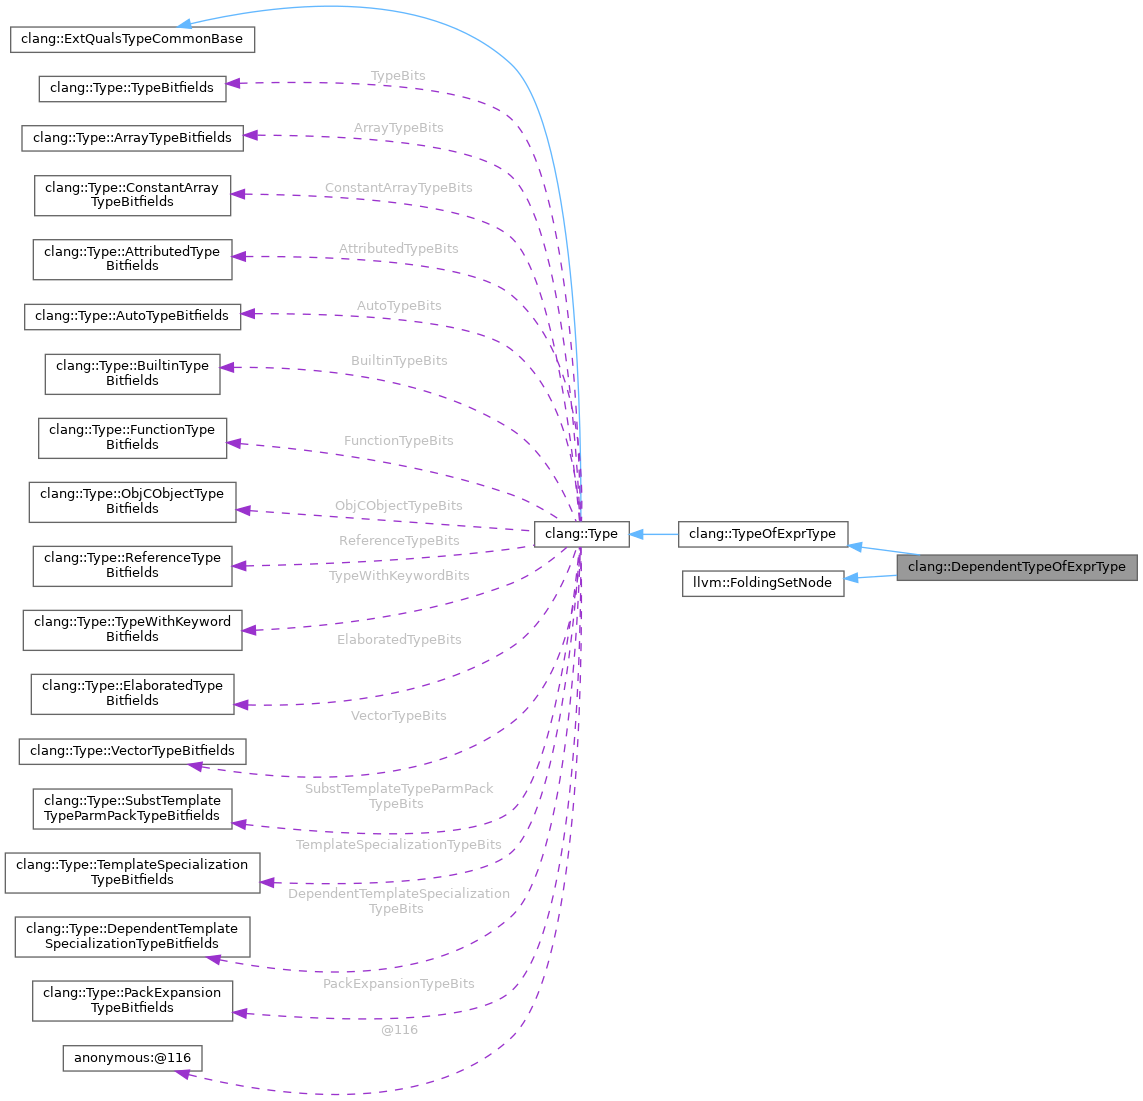 clang::ExtQualsTypeCommonBase
TypeBits
clang::Type::TypeBitfields
ArrayTypeBits
clang::Type::ArrayTypeBitfields
ConstantArrayTypeBits
clang::Type::ConstantArray
TypeBitfields
AttributedTypeBits
clang::Type::AttributedType
Bitfields
AutoTypeBits
clang::Type::AutoTypeBitfields
BuiltinTypeBits
clang::Type::BuiltinType
Bitfields
FunctionTypeBits
clang::Type::FunctionType
Bitfields
ObjCObjectTypeBits
clang::Type::ObjCObjectType
Bitfields
ReferenceTypeBits
clang::Type::ReferenceType
Bitfields
TypeWithKeywordBits
clang::Type::TypeWithKeyword
Bitfields
ElaboratedTypeBits
clang::Type::ElaboratedType
Bitfields
VectorTypeBits
clang::Type::VectorTypeBitfields
SubstTemplateTypeParmPack
TypeBits
clang::Type::SubstTemplate
TypeParmPackTypeBitfields
TemplateSpecializationTypeBits
clang::Type::TemplateSpecialization
TypeBitfields
DependentTemplateSpecialization
TypeBits
clang::Type::DependentTemplate
SpecializationTypeBitfields
PackExpansionTypeBits
clang::Type::PackExpansion
TypeBitfields
@116
anonymous:@116
clang::Type
clang::TypeOfExprType
llvm::FoldingSetNode
clang::DependentTypeOfExprType